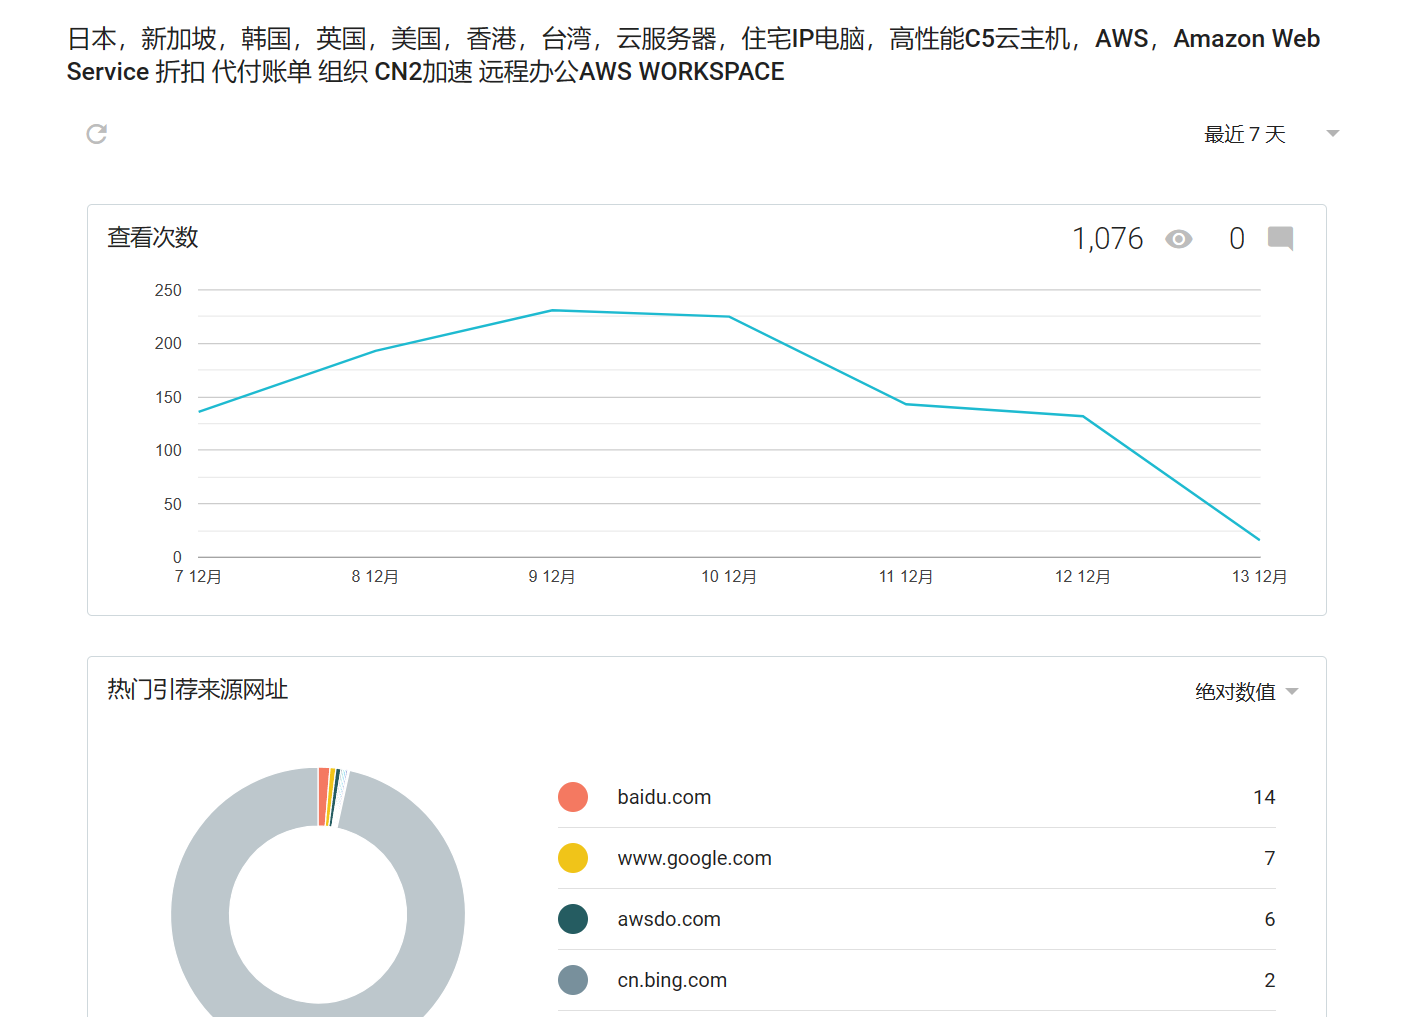 日本，新加坡，韩国，英国，美国，香港，台湾，云服务器，住宅IP电脑，高性能C5云主机，AWS，Amazon Web
Service 折扣 代付账单 组织 CN2加速 远程办公AWS WORKSPACE
最近 7 天
查看次数
1,076 0
250
200
150
100
50
0
7 12月 8 12月 9 12月 10 12月 11 12月 12 12月 13 12月
热门引荐来源网址
绝对数值
baidu.com 14
www.google.com 7
awsdo.com 6
cn.bing.com 2